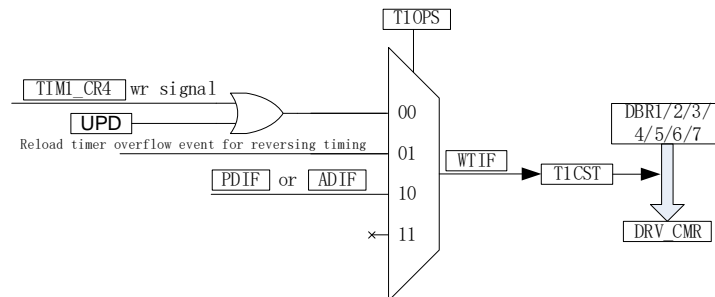 T1OPS
TIM1_CR4 wr signal
UPD
00
Reload timer overflow event for reversing timing
01
PDIF or ADIF
10
11
WTIF
T1CST
DBR1/2/3/
4/5/6/7
DRV_CMR